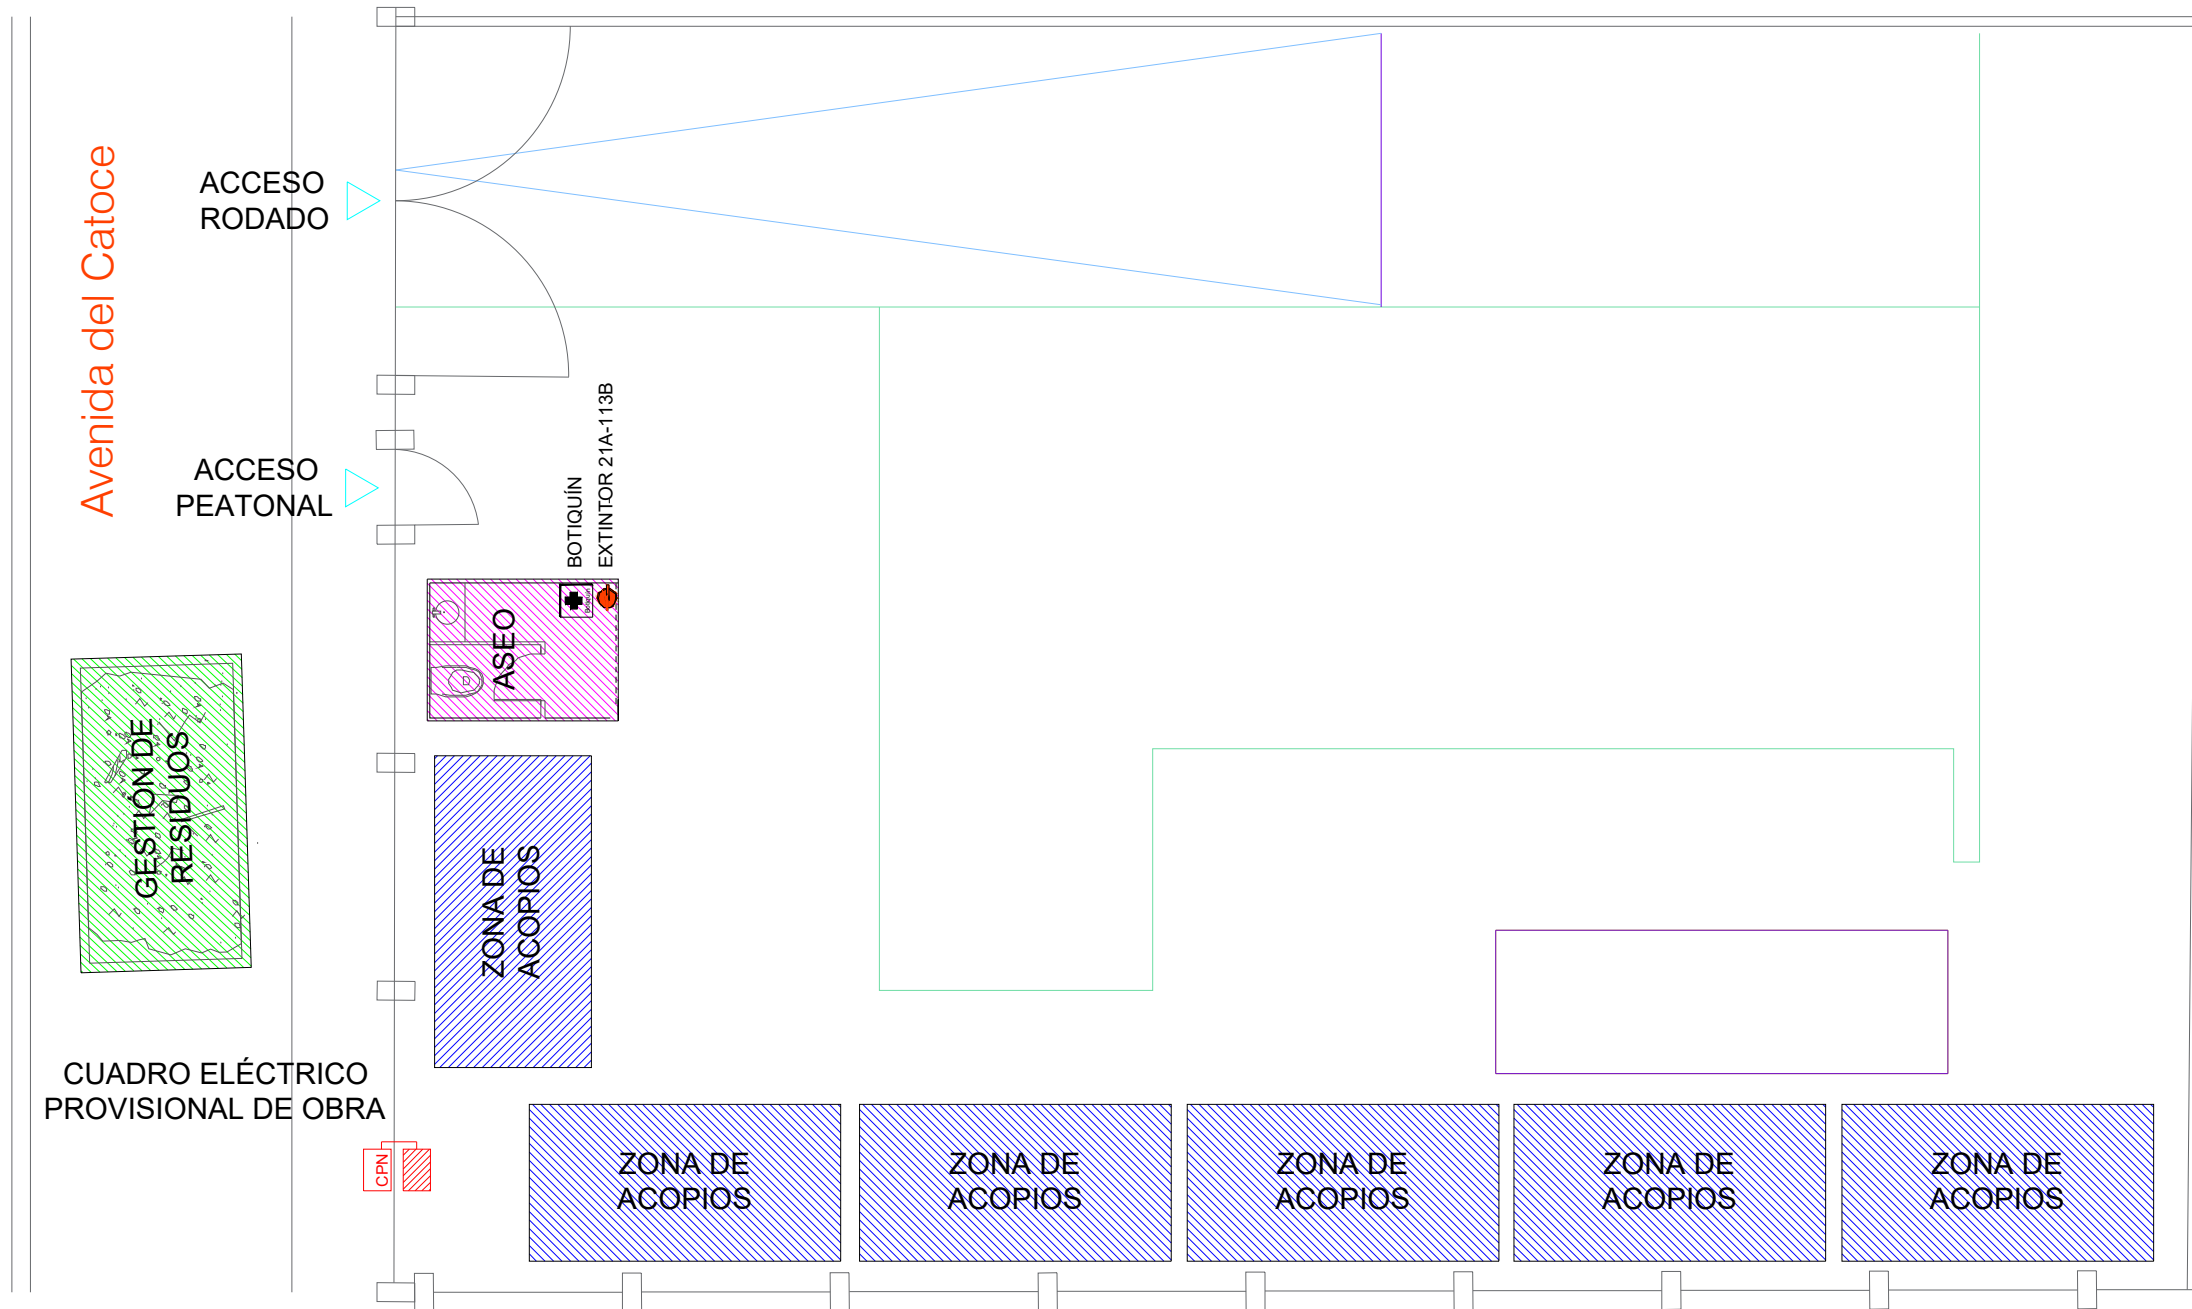 Avenida del Catoce
ACCESO
RODADO
ACCESO
PEATONAL
BOTIQUÍN
EXTINTOR 21A-113B
ASEO
GESTIÓN DE
RESIDUOS
ZONA DE
ACOPIOS
CUADRO ELÉCTRICO
PROVISIONAL DE OBRA
CPN
ZONA DE
ACOPIOS
ZONA DE
ACOPIOS
ZONA DE
ACOPIOS
ZONA DE
ACOPIOS
ZONA DE
ACOPIOS